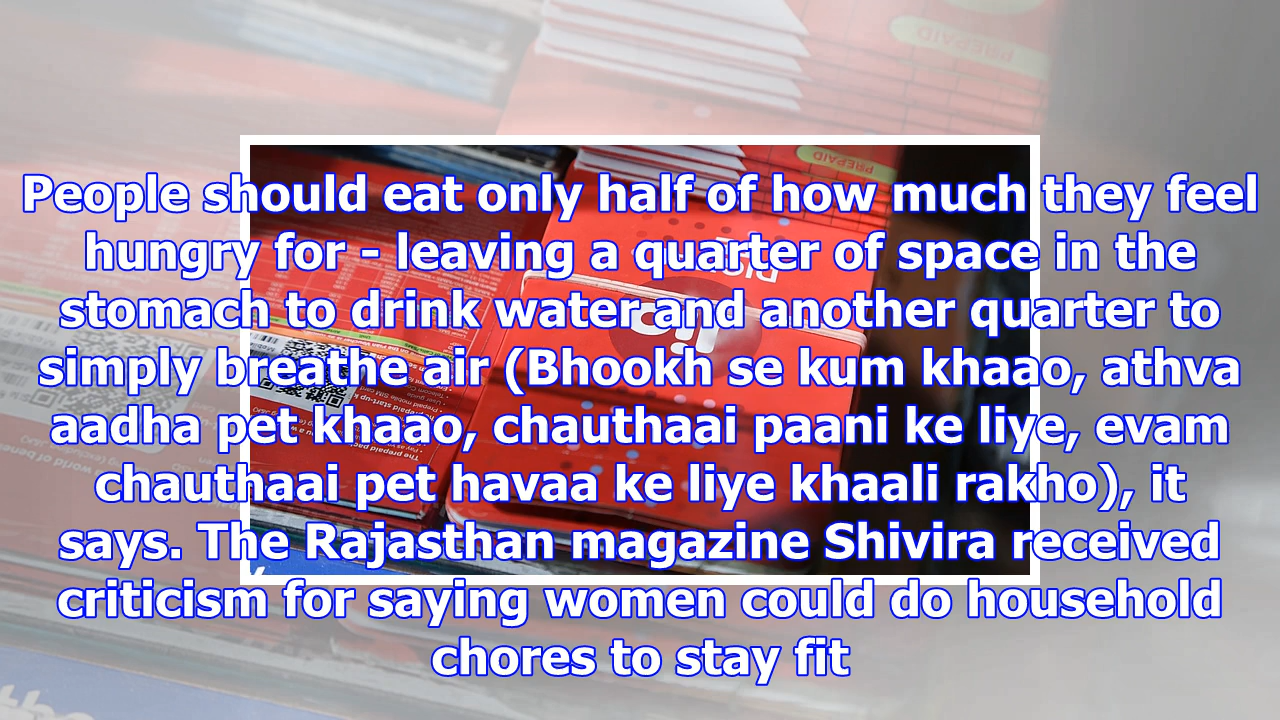 PREPAID
PREPAID
People should eat only half of how much they feel
hungry for - leaving a quarter of space in the
stomach to drink water and another quarter to
simply breathe air (Bhookh se kum khaao, athva
aadha pet khaao, chauthaai paani ke liye, evam
chauthaai pet havaa ke liye khaali rakho), it
says. The Rajasthan magazine Shivira received
criticism for saying women could do household
chores to stay fit